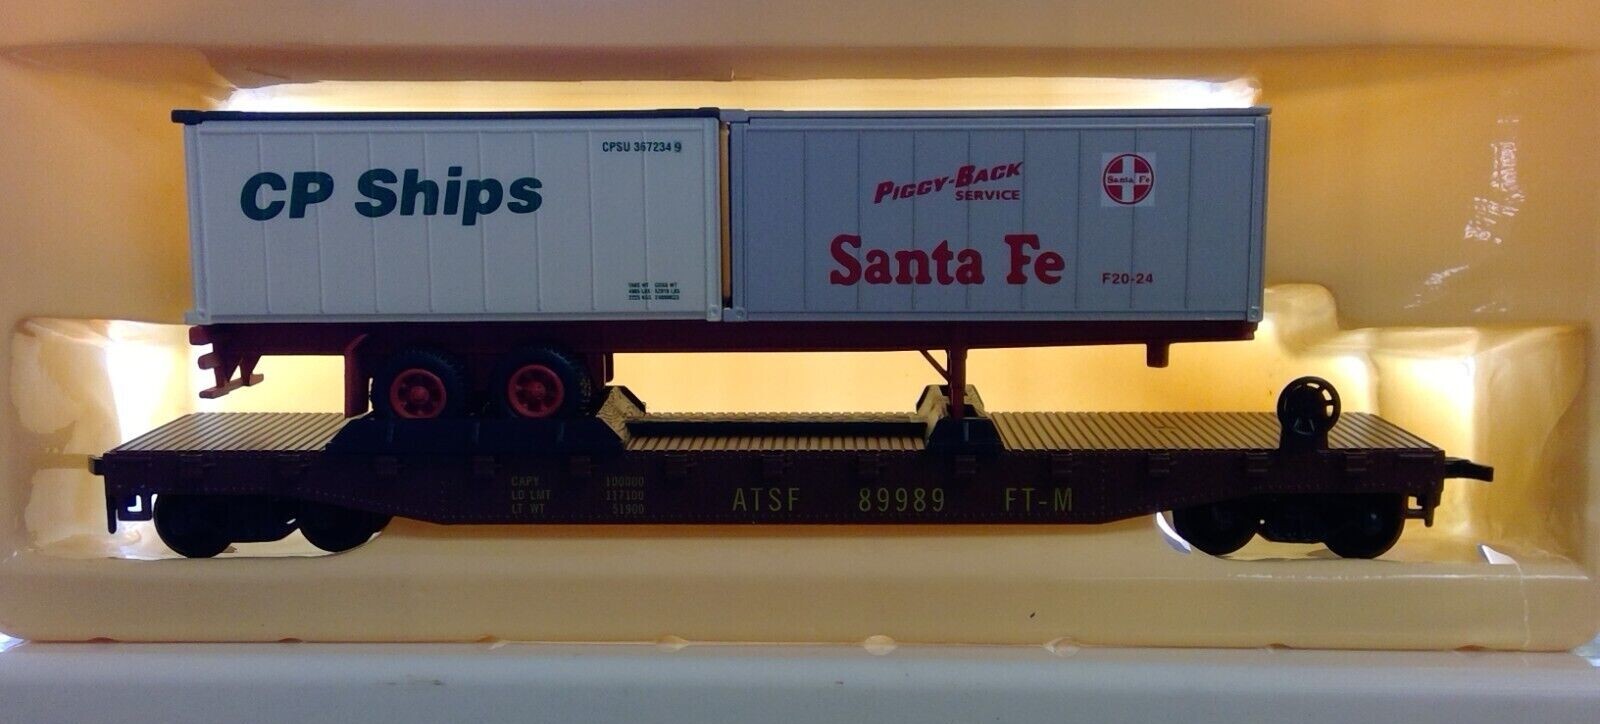 CP Ships
CPSU 367234 9
PIGGY-BACK
SERVICE
Santa Fe
Santa Fe
F20-24
CAPY 100000
LD LMT 117100
LT WT 51900
ATSF 89989 FT-M